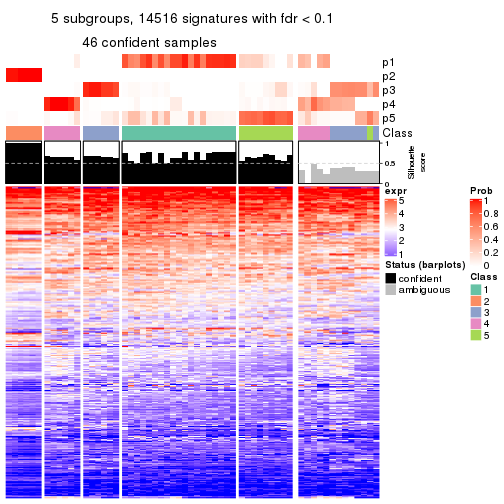 5 subgroups, 14516 signatures with fdr < 0.1
46 confident samples
p1
p2
p3
p4
p5
Class
1
0.5
0
Silhouette
score
expr
5
4
3
2
1
Status (barplots)
confident
ambiguous
Prob
1
0.8
0.6
0.4
0.2
0
Class
1
2
3
4
5